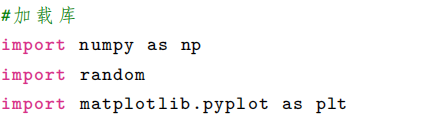 #加载库
import numpy as np
import random
import matplotlib.pyplot as plt